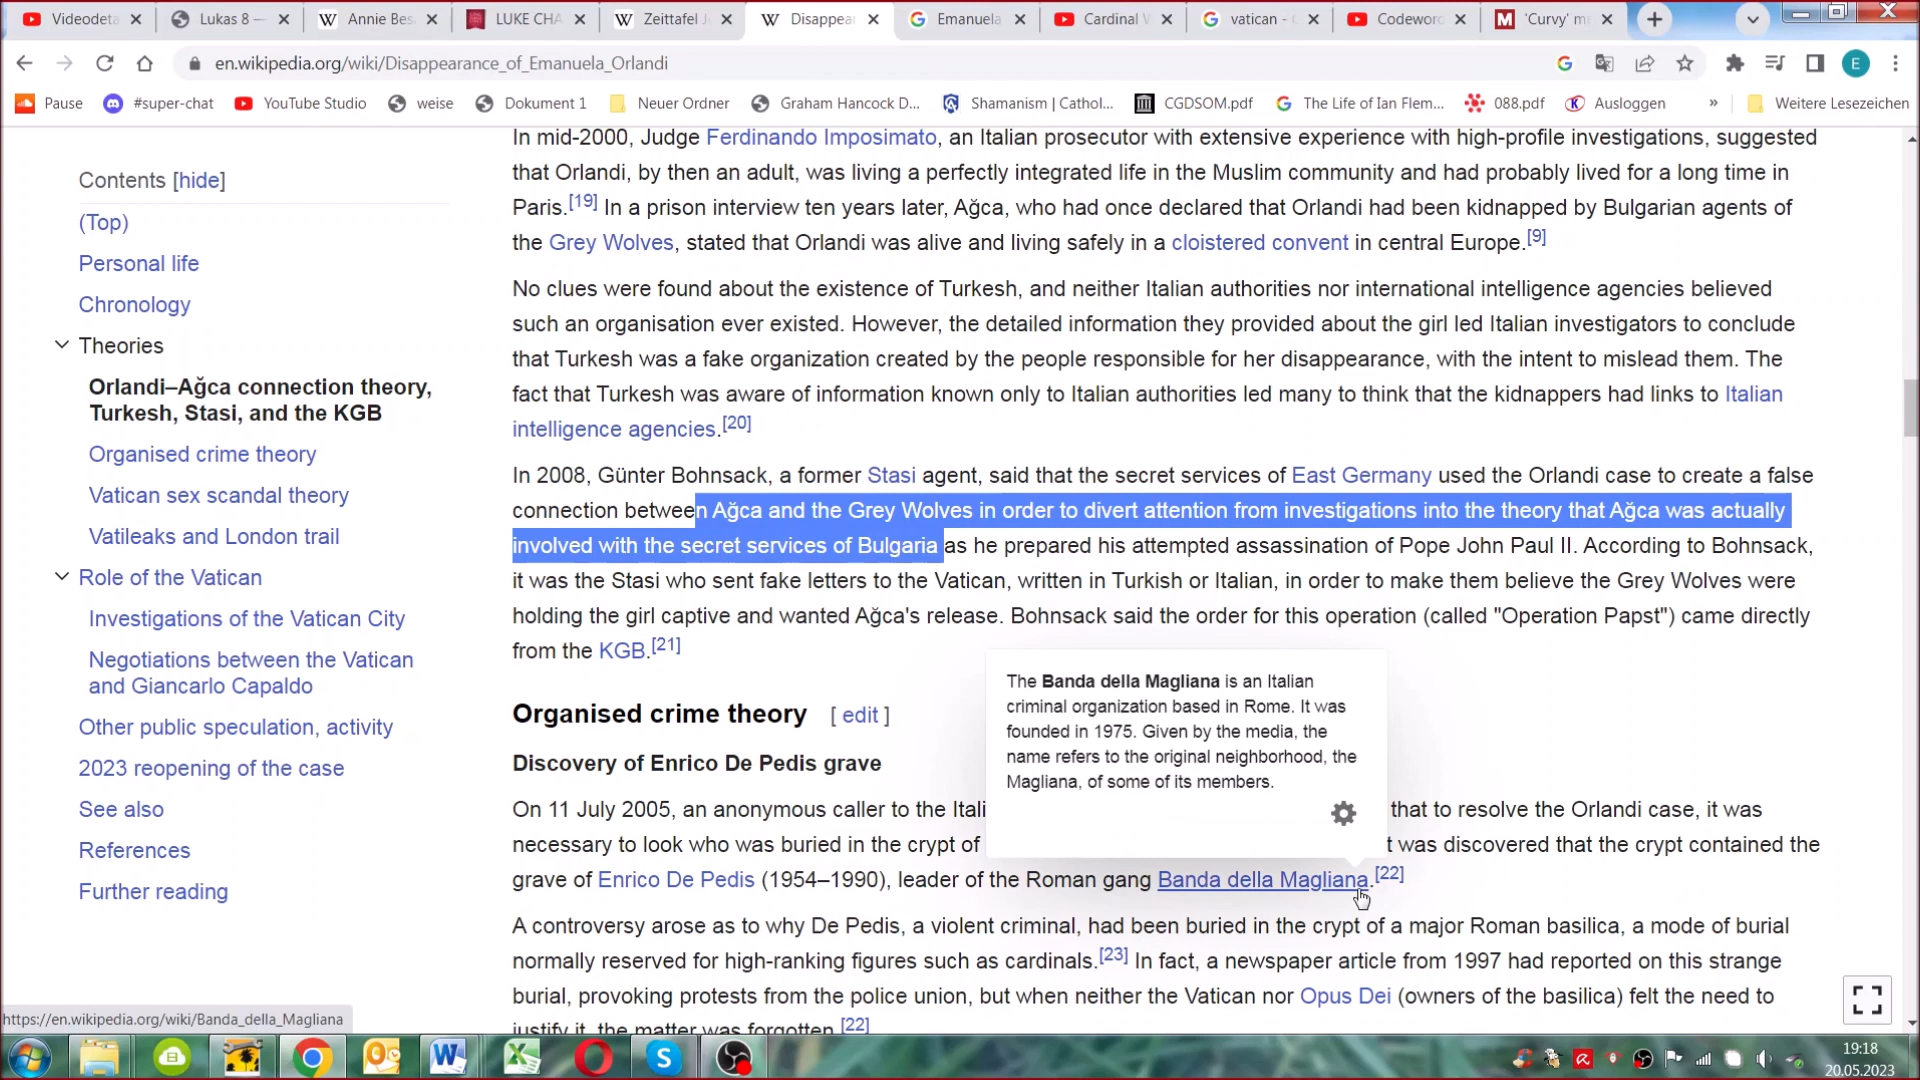 Videodeta
Lukas 8 —
Annie Bes
LUKE CHA
Zeittafel J
Disappear
Emanuela
Cardinal W
vatican - G
Codeword
'Curvy' m
en.wikipedia.org/wiki/Disappearance_of_Emanuela_Orlandi
E
Pause
#super-chat
YouTube Studio
weise
Dokument 1
Neuer Ordner
Graham Hancock D...
Shamanism | Cathol...
CGDSOM.pdf
The Life of Ian Flem...
088.pdf
Ausloggen
»
Weitere Lesezeichen
Contents [hide]
(Top)
Personal life
Chronology
Theories
Orlandi–Ağca connection theory,
Turkesh, Stasi, and the KGB
Organised crime theory
Vatican sex scandal theory
Vatileaks and London trail
Role of the Vatican
Investigations of the Vatican City
Negotiations between the Vatican
and Giancarlo Capaldo
Other public speculation, activity
2023 reopening of the case
See also
References
Further reading
In mid-2000, Judge Ferdinando Imposimato, an Italian prosecutor with extensive experience with high-profile investigations, suggested
that Orlandi, by then an adult, was living a perfectly integrated life in the Muslim community and had probably lived for a long time in
Paris.[19] In a prison interview ten years later, Ağca, who had once declared that Orlandi had been kidnapped by Bulgarian agents of
the Grey Wolves, stated that Orlandi was alive and living safely in a cloistered convent in central Europe.[9]
No clues were found about the existence of Turkesh, and neither Italian authorities nor international intelligence agencies believed
such an organisation ever existed. However, the detailed information they provided about the girl led Italian investigators to conclude
that Turkesh was a fake organization created by the people responsible for her disappearance, with the intent to mislead them. The
fact that Turkesh was aware of information known only to Italian authorities led many to think that the kidnappers had links to Italian
intelligence agencies.[20]
In 2008, Günter Bohnsack, a former Stasi agent, said that the secret services of East Germany used the Orlandi case to create a false
connection between Ağca and the Grey Wolves in order to divert attention from investigations into the theory that Ağca was actually
involved with the secret services of Bulgaria as he prepared his attempted assassination of Pope John Paul II. According to Bohnsack,
it was the Stasi who sent fake letters to the Vatican, written in Turkish or Italian, in order to make them believe the Grey Wolves were
holding the girl captive and wanted Ağca's release. Bohnsack said the order for this operation (called "Operation Papst") came directly
from the KGB.[21]
The Banda della Magliana is an Italian
criminal organization based in Rome. It was
founded in 1975. Given by the media, the
name refers to the original neighborhood, the
Magliana, of some of its members.
Organised crime theory [ edit ]
Discovery of Enrico De Pedis grave
On 11 July 2005, an anonymous caller to the Itali that to resolve the Orlandi case, it was
necessary to look who was buried in the crypt of t was discovered that the crypt contained the
grave of Enrico De Pedis (1954–1990), leader of the Roman gang Banda della Magliana.[22]
A controversy arose as to why De Pedis, a violent criminal, had been buried in the crypt of a major Roman basilica, a mode of burial
normally reserved for high-ranking figures such as cardinals.[23] In fact, a newspaper article from 1997 had reported on this strange
burial, provoking protests from the police union, but when neither the Vatican nor Opus Dei (owners of the basilica) felt the need to
justify it, the matter was forgotten.[22]
https://en.wikipedia.org/wiki/Banda_della_Magliana
19:18
20.05.2023